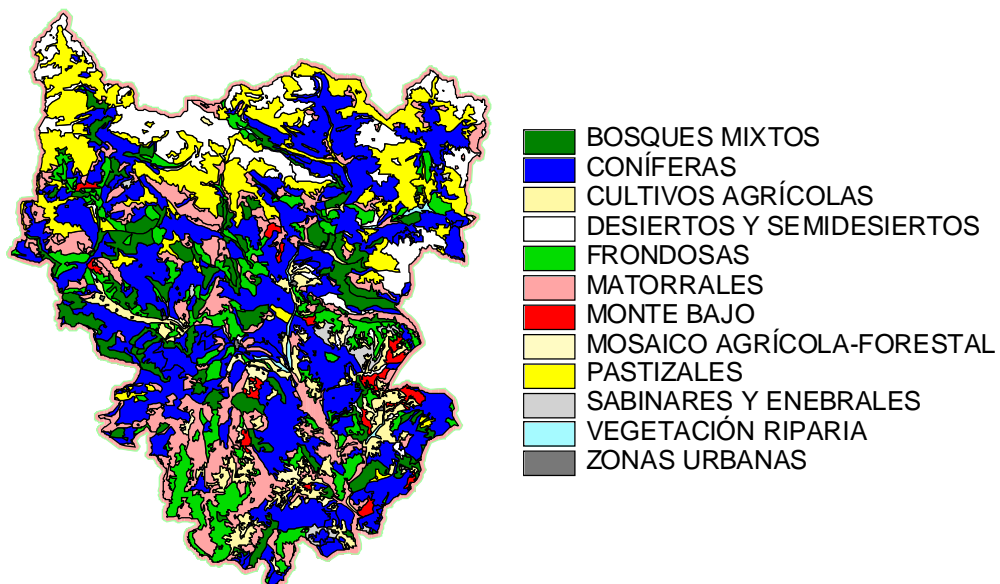 BOSQUES MIXTOS
CONÍFERAS
CULTIVOS AGRÍCOLAS
DESIERTOS Y SEMIDESIERTOS
FRONDOSAS
MATORRALES
MONTE BAJO
MOSAICO AGRÍCOLA-FORESTAL
PASTIZALES
SABINARES Y ENEBRALES
VEGETACIÓN RIPARIA
ZONAS URBANAS